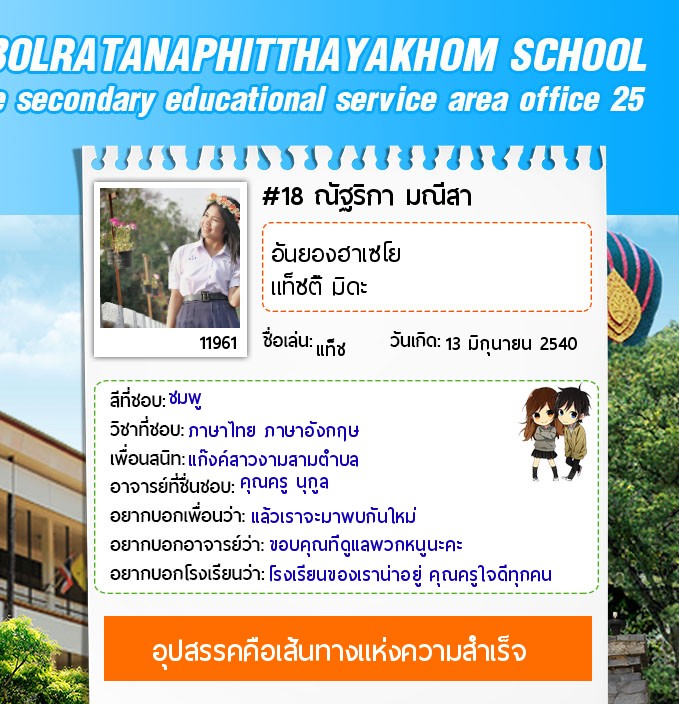 BOLRATANAPHITTHAYAKHOM SCHOOL
e secondary educational service area office 25
#18 ณัฐริกา มณีสา
อันยองฮาเซโย
แท็ชตี้ มิดะ
11961
ชื่อเล่น: แท็ช วันเกิด: 13 มิถุนายน 2540
สีที่ชอบ: ชมพู
วิชาที่ชอบ: ภาษาไทย ภาษาอังกฤษ
เพื่อนสนิท: แก๊งค์สาวงามสามตำบล
อาจารย์ที่ชื่นชอบ: คุณครู นุกูล
อยากบอกเพื่อนว่า: แล้วเราจะมาพบกันใหม่
อยากบอกอาจารย์ว่า: ขอบคุณที่ดูแลพวกหนูนะคะ
อยากบอกโรงเรียนว่า: โรงเรียนของเราน่าอยู่ คุณครูใจดีทุกคน
อุปสรรคคือเส้นทางแห่งความสำเร็จ